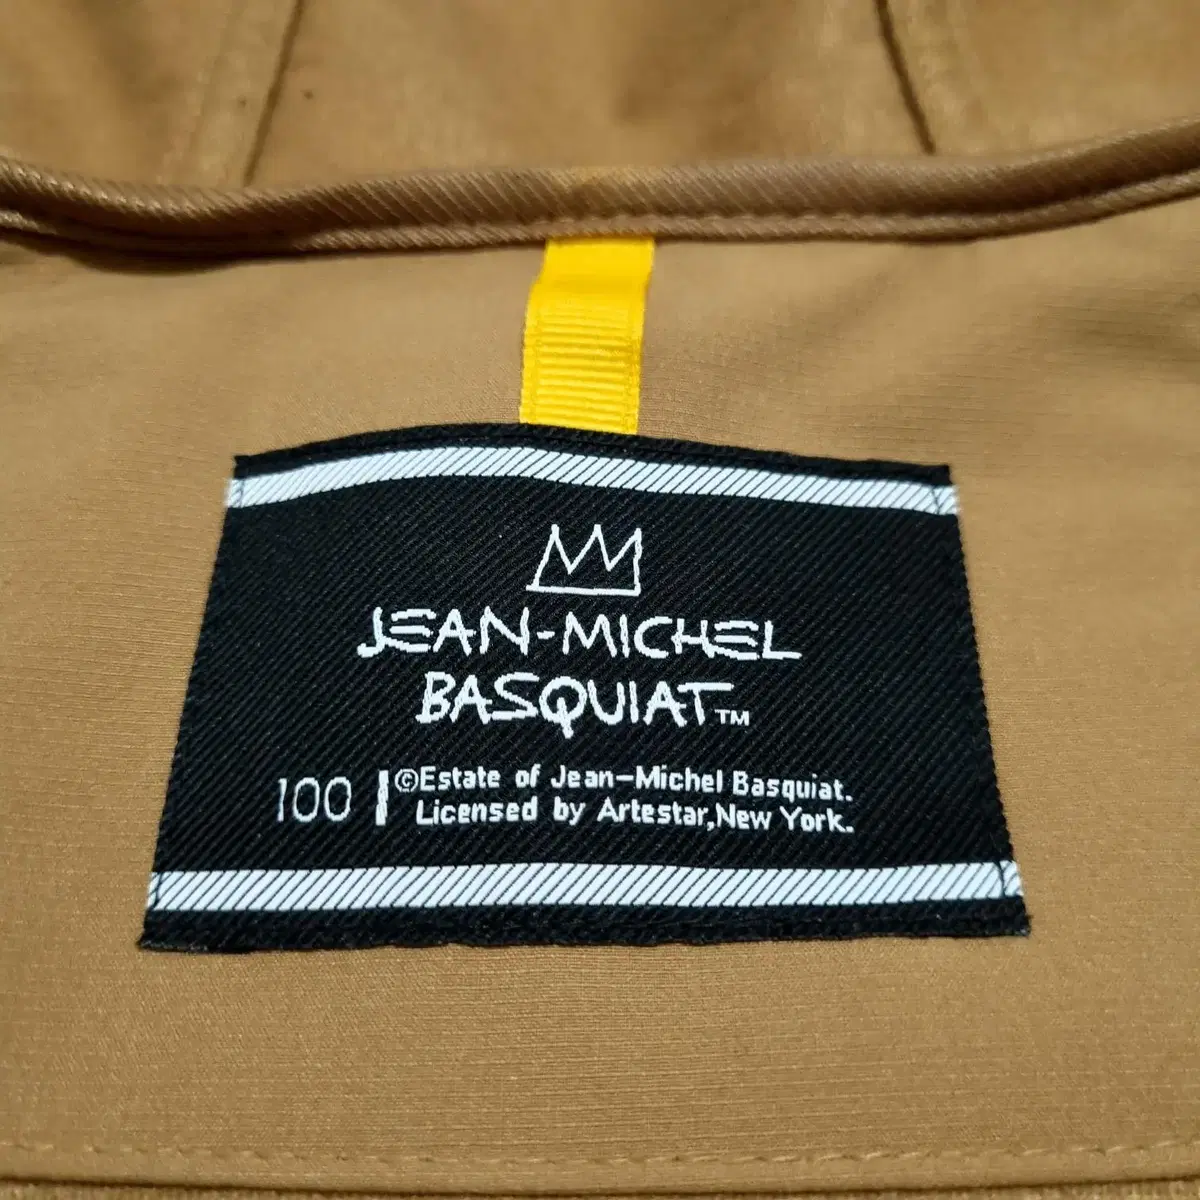 JEAN-MICHEL
BASQUIAT™
100
©Estate of Jean-Michel Basquiat.
Licensed by Artestar,New York.